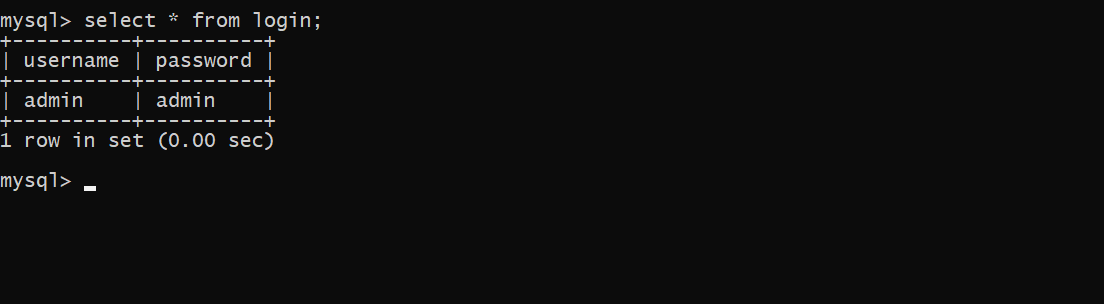 mysql> select * from login;
+----------+----------+
| username | password |
+----------+----------+
| admin    | admin    |
+----------+----------+
1 row in set (0.00 sec)
mysql>